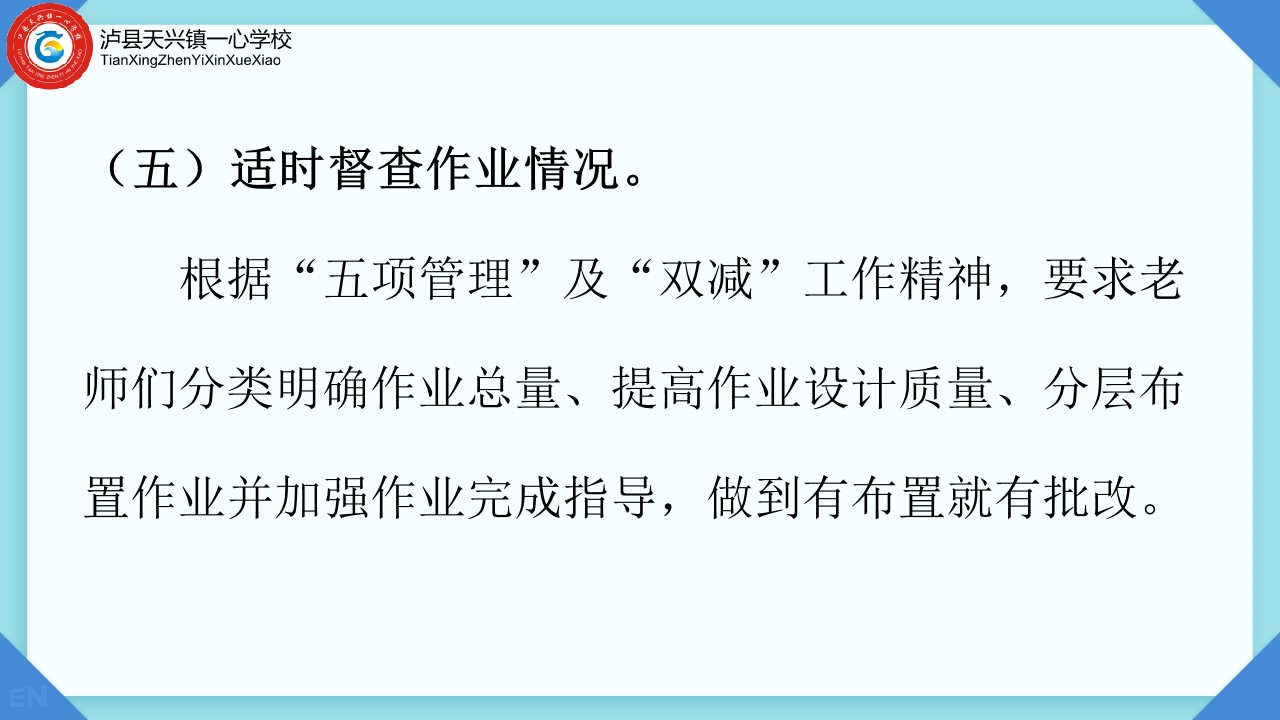 泸县天兴镇一心学校
TianXingZhenYiXinXueXiao
（五）适时督查作业情况。
根据“五项管理”及“双减”工作精神，要求老
师们分类明确作业总量、提高作业设计质量、分层布
置作业并加强作业完成指导，做到有布置就有批改。
EN